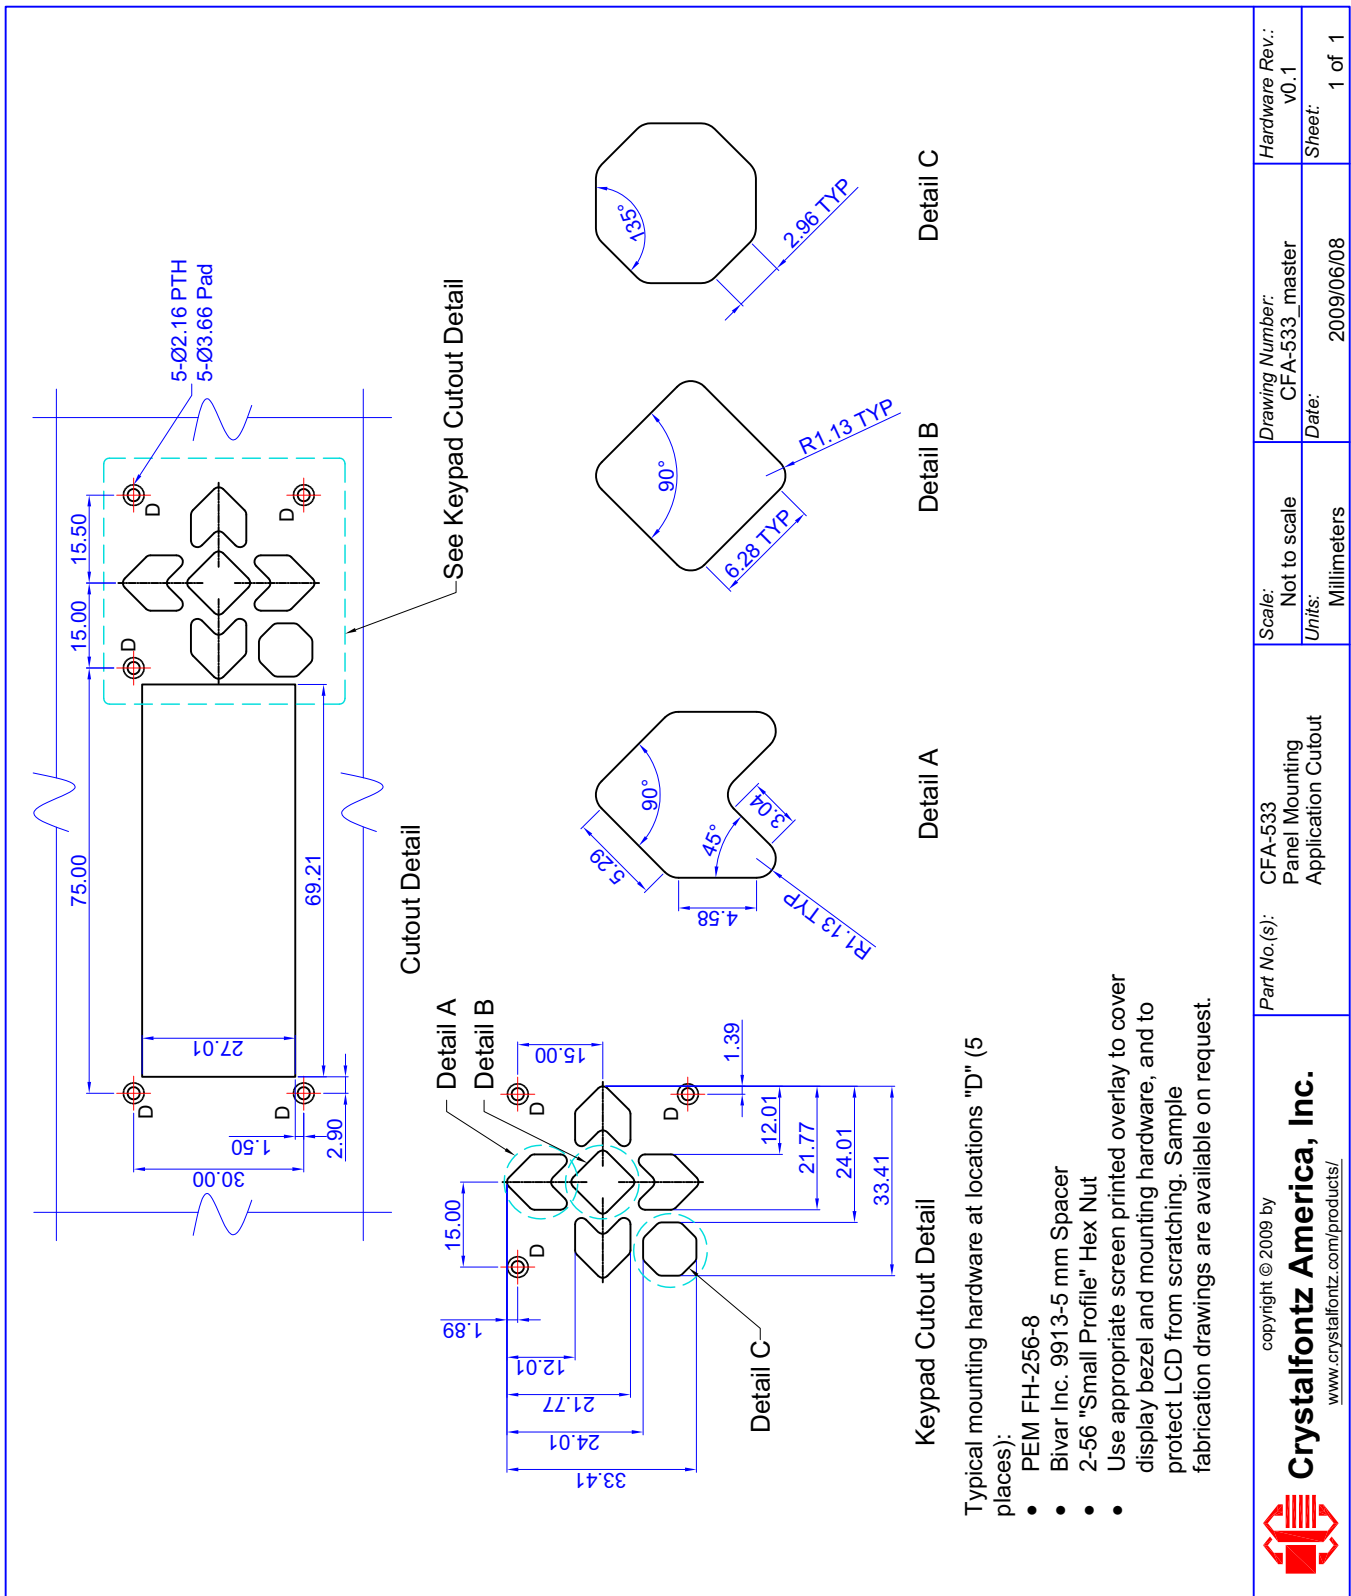 5-Ø2.16 PTH
5-Ø3.66 Pad
15.50
15.00
75.00
D
D
D
D
D
69.21
27.01
1.50
2.90
30.00
See Keypad Cutout Detail
Cutout Detail
Detail A
Detail B
15.00
15.00
1.39
D
D
D
1.89
12.01
21.77
24.01
33.41
12.01
21.77
24.01
33.41
Detail C
Keypad Cutout Detail
5.29
90°
45°
3.04
4.58
R1.13 TYP
Detail A
90°
6.28 TYP
R1.13 TYP
Detail B
135°
2.96 TYP
Detail C
Typical mounting hardware at locations "D" (5
places):
• PEM FH-256-8
• Bivar Inc. 9913-5 mm Spacer
• 2-56 "Small Profile" Hex Nut
• Use appropriate screen printed overlay to cover
display bezel and mounting hardware, and to
protect LCD from scratching. Sample
fabrication drawings are available on request.
copyright © 2009 by
Crystalfontz America, Inc.
www.crystalfontz.com/products/
Part No.(s):
CFA-533
Panel Mounting
Application Cutout
Scale:
Not to scale
Units:
Millimeters
Drawing Number:
CFA-533_master
Date:
2009/06/08
Hardware Rev.:
v0.1
Sheet:
1 of 1